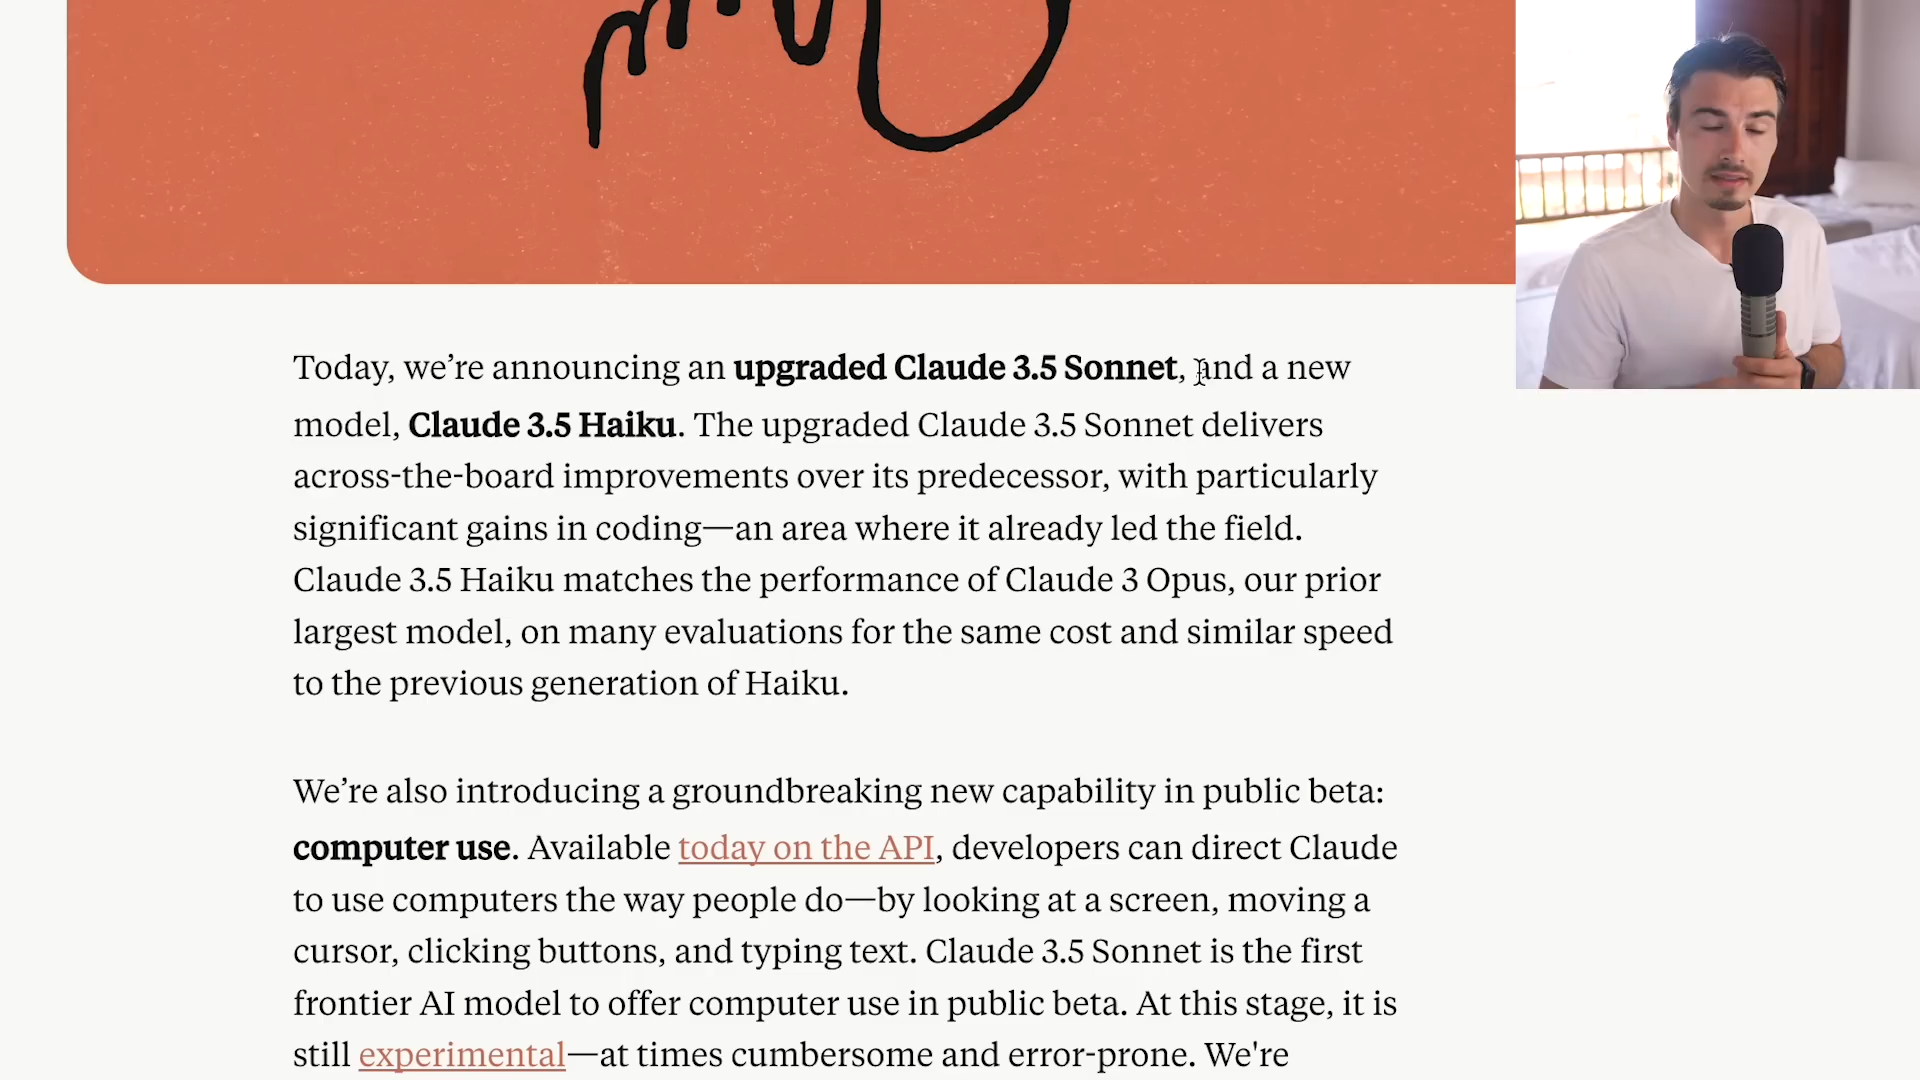 Today, we’re announcing an upgraded Claude 3.5 Sonnet, and a new
model, Claude 3.5 Haiku. The upgraded Claude 3.5 Sonnet delivers
across-the-board improvements over its predecessor, with particularly
significant gains in coding—an area where it already led the field.
Claude 3.5 Haiku matches the performance of Claude 3 Opus, our prior
largest model, on many evaluations for the same cost and similar speed
to the previous generation of Haiku.
We’re also introducing a groundbreaking new capability in public beta:
computer use. Available today on the API, developers can direct Claude
to use computers the way people do—by looking at a screen, moving a
cursor, clicking buttons, and typing text. Claude 3.5 Sonnet is the first
frontier AI model to offer computer use in public beta. At this stage, it is
still experimental—at times cumbersome and error-prone. We're